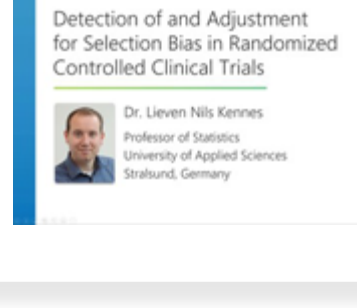 Detection of and Adjustment
for Selection Bias in Randomized
Controlled Clinical Trials
Dr. Lieven Nils Kennes
Professor of Statistics
University of Applied Sciences
Stralsund, Germany